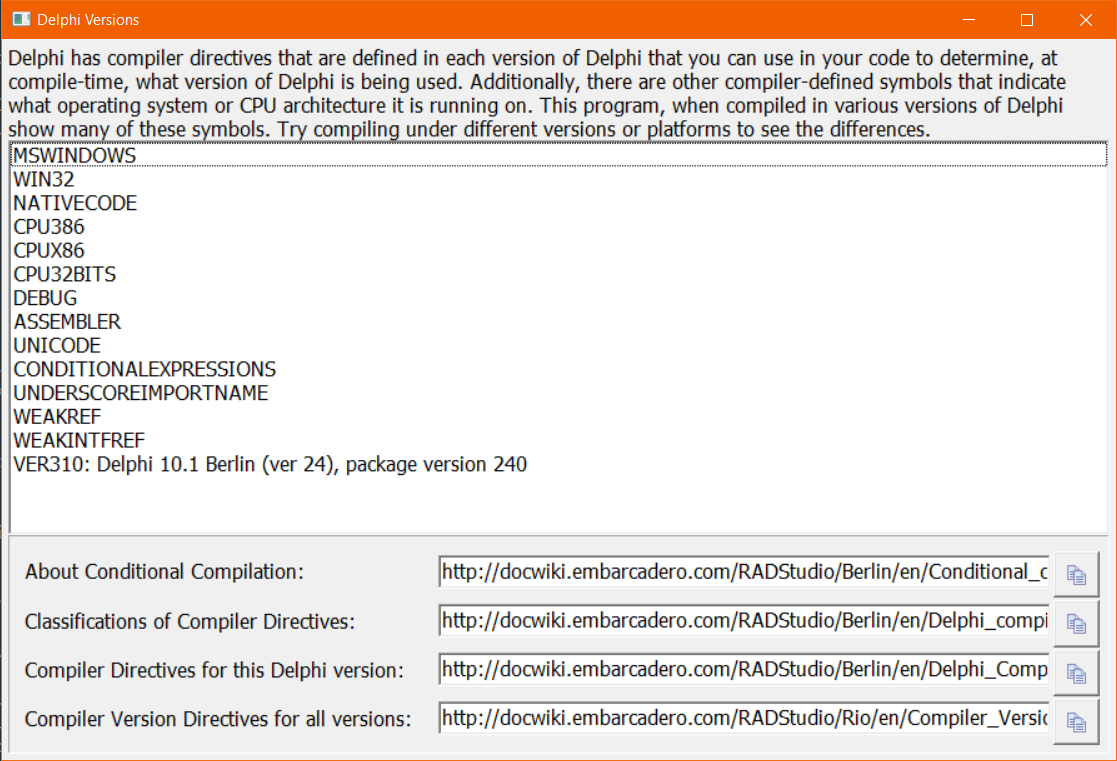 Delphi Versions
Delphi has compiler directives that are defined in each version of Delphi that you can use in your code to determine, at
compile-time, what version of Delphi is being used. Additionally, there are other compiler-defined symbols that indicate
what operating system or CPU architecture it is running on. This program, when compiled in various versions of Delphi
show many of these symbols. Try compiling under different versions or platforms to see the differences.
MSWINDOWS
WIN32
NATIVECODE
CPU386
CPUX86
CPU32BITS
DEBUG
ASSEMBLER
UNICODE
CONDITIONALEXPRESSIONS
UNDERSCOREIMPORTNAME
WEAKREF
WEAKINTFREF
VER310: Delphi 10.1 Berlin (ver 24), package version 240
About Conditional Compilation: http://docwiki.embarcadero.com/RADStudio/Berlin/en/Conditional_c
Classifications of Compiler Directives: http://docwiki.embarcadero.com/RADStudio/Berlin/en/Delphi_compi
Compiler Directives for this Delphi version: http://docwiki.embarcadero.com/RADStudio/Berlin/en/Delphi_Comp
Compiler Version Directives for all versions: http://docwiki.embarcadero.com/RADStudio/Rio/en/Compiler_Versio